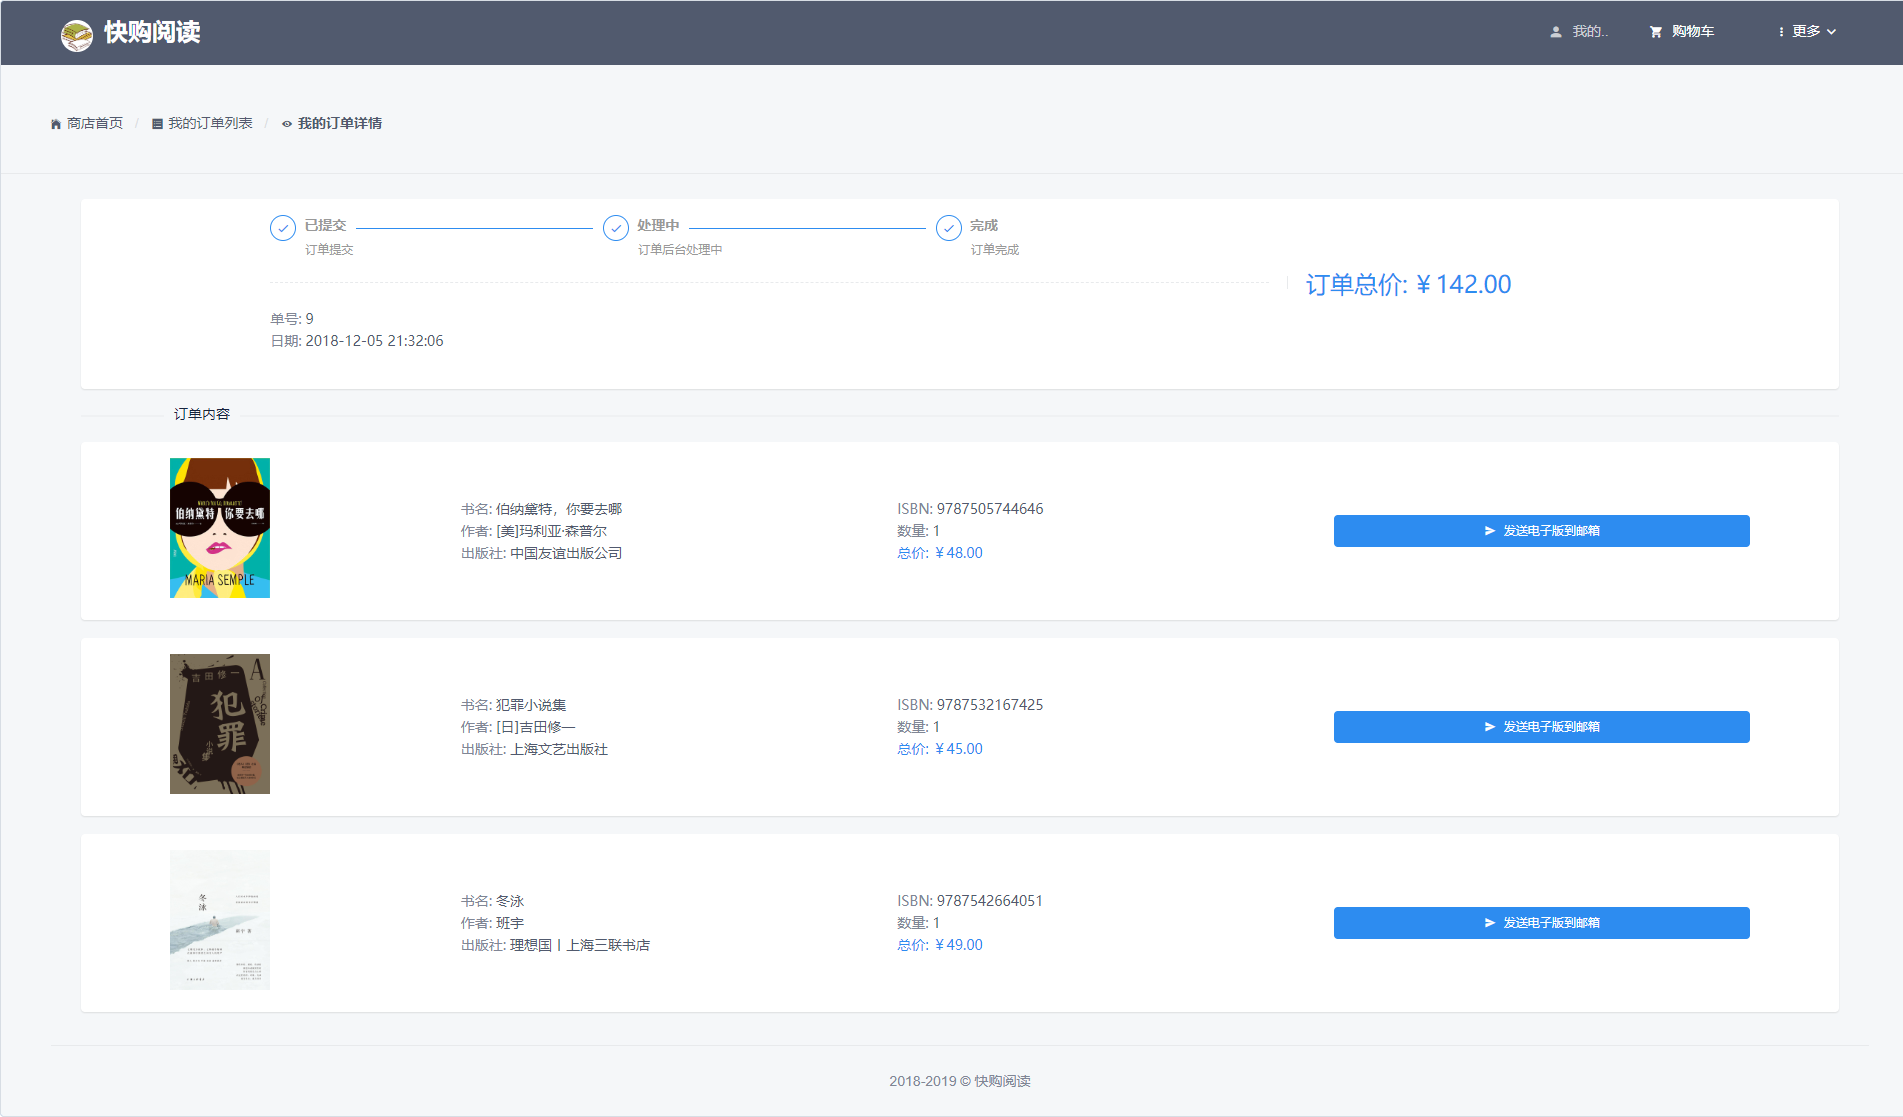 快购阅读
我的..
购物车
更多
商店首页 / 我的订单列表 / 我的订单详情
已提交
订单提交
处理中
订单后台处理中
完成
订单完成
订单总价: ￥142.00
单号: 9
日期: 2018-12-05 21:32:06
订单内容
伯纳黛特 你要去哪
MARIA SEMPLE
书名: 伯纳黛特，你要去哪
作者: [美]玛利亚·森普尔
出版社: 中国友谊出版公司
ISBN: 9787505744646
数量: 1
总价: ￥48.00
发送电子版到邮箱
A
吉田修一
犯罪
小说集
书名: 犯罪小说集
作者: [日]吉田修一
出版社: 上海文艺出版社
ISBN: 9787532167425
数量: 1
总价: ￥45.00
发送电子版到邮箱
冬泳
书名: 冬泳
作者: 班宇
出版社: 理想国丨上海三联书店
ISBN: 9787542664051
数量: 1
总价: ￥49.00
发送电子版到邮箱
2018-2019 © 快购阅读